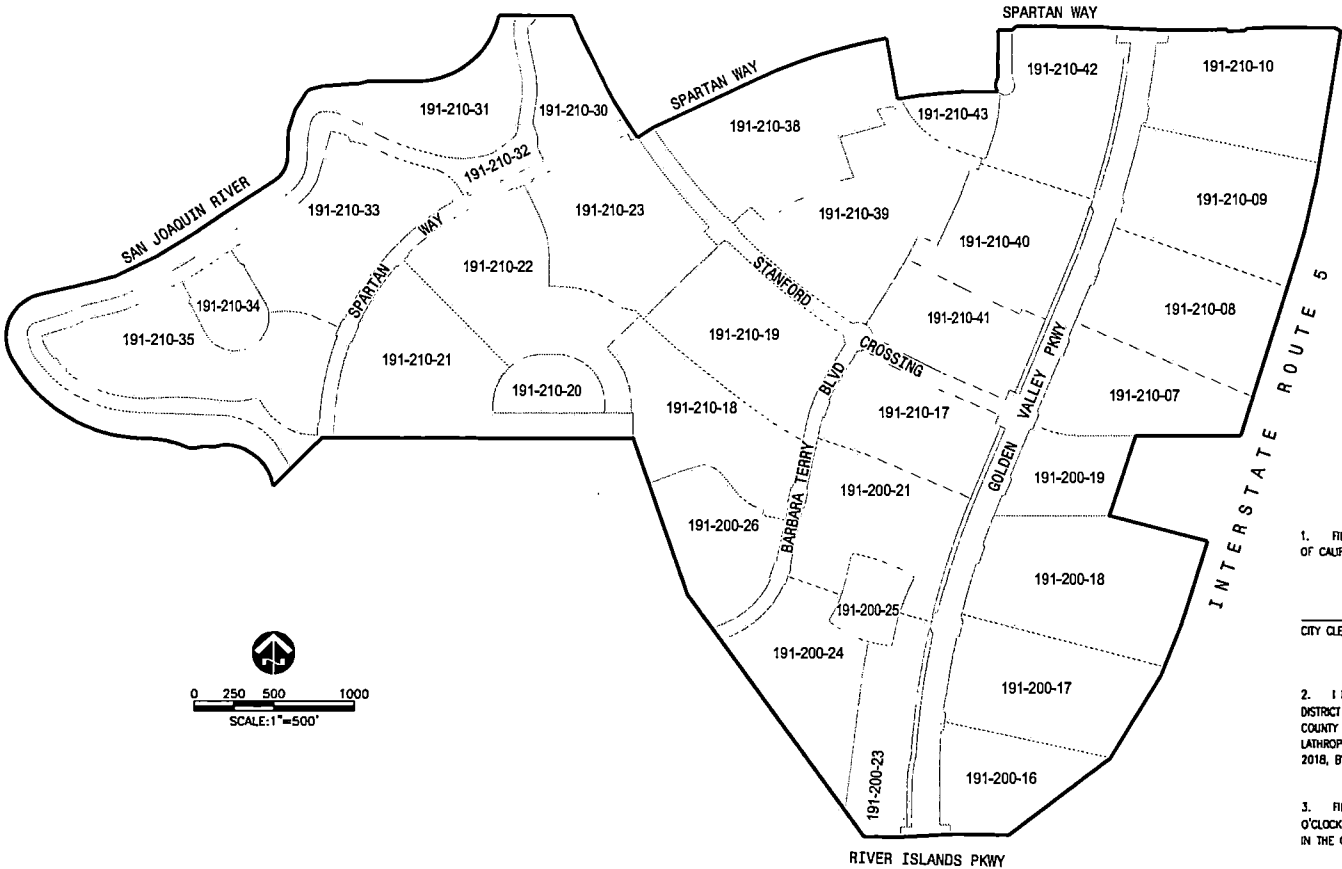 SPARTAN WAY
191-210-42
191-210-10
191-210-31
191-210-30
SPARTAN WAY
191-210-38
191-210-43
191-210-32
191-210-09
SAN JOAQUIN RIVER
191-210-33
191-210-23
191-210-39
191-210-40
SPARTAN WAY
191-210-22
STANFORD CROSSING
191-210-34
191-210-35
191-210-19
191-210-41
191-210-08
INTERSTATE ROUTE 5
191-210-21
191-210-20
191-210-18
BARBARA TERRY BLVD
191-210-17
GOLDEN VALLEY PKWY
191-210-07
191-200-19
191-200-21
191-200-26
191-200-18
191-200-25
191-200-24
191-200-17
191-200-23
191-200-16
RIVER ISLANDS PKWY
0 250 500 1000
SCALE:1"=500'
1. FI
OF CALIF
CITY CLE
2. I
DISTRICT
COUNTY
LATHROP
2018, B
3. FI
O'CLOCK
IN THE